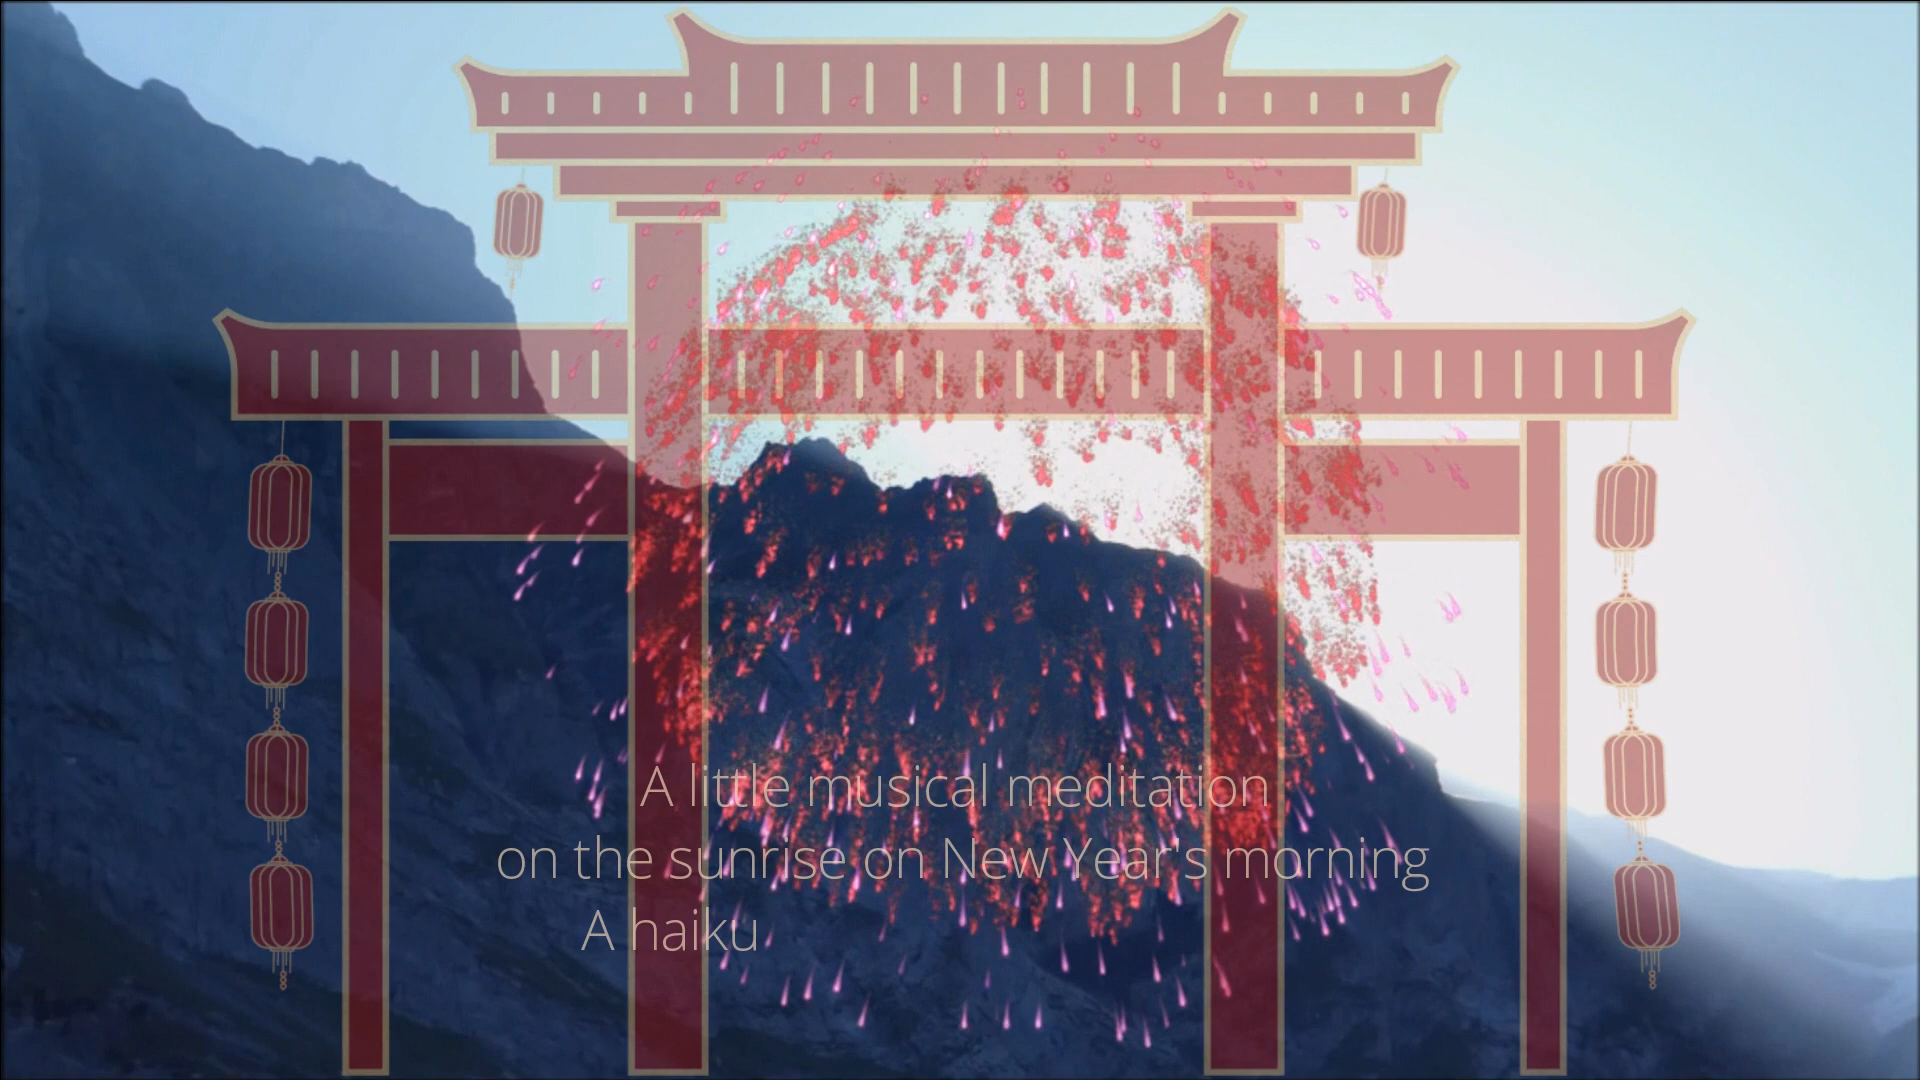 A little musical meditation
on the sunrise on New Year's morning
A haiku